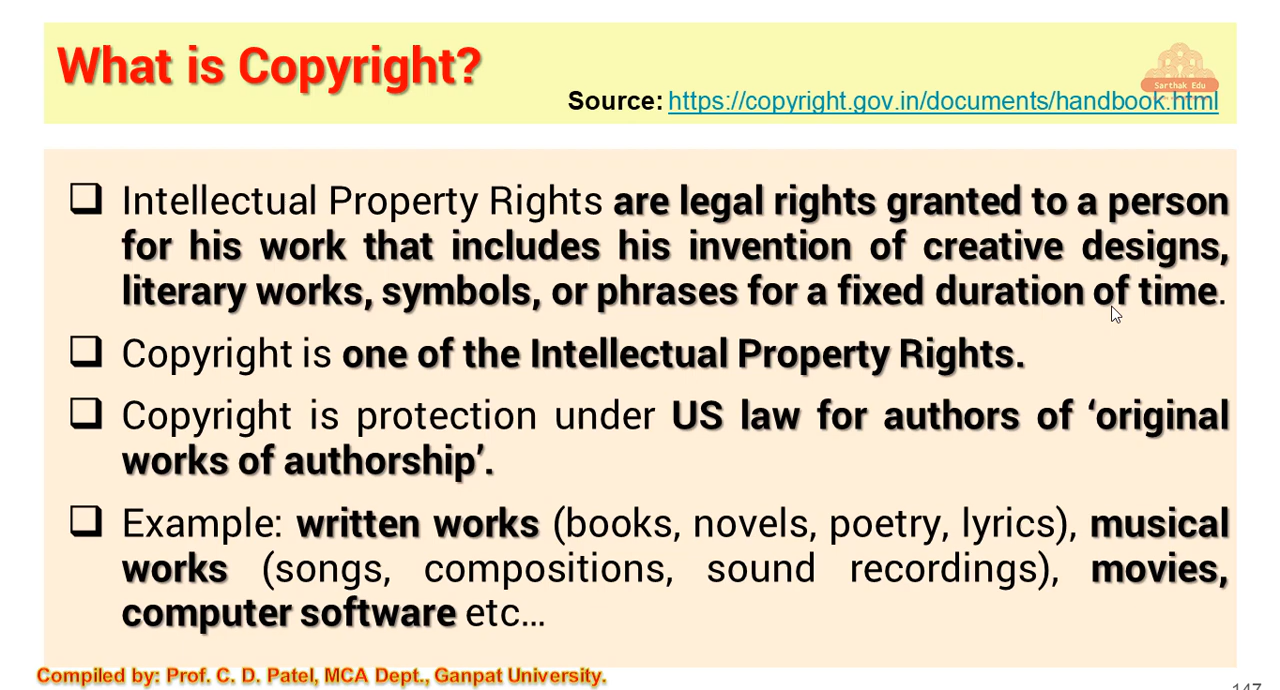 What is Copyright?
Sarthak Edu
Source: https://copyright.gov.in/documents/handbook.html
❑ Intellectual Property Rights are legal rights granted to a person
for his work that includes his invention of creative designs,
literary works, symbols, or phrases for a fixed duration of time.
❑ Copyright is one of the Intellectual Property Rights.
❑ Copyright is protection under US law for authors of ‘original
works of authorship’.
❑ Example: written works (books, novels, poetry, lyrics), musical
works (songs, compositions, sound recordings), movies,
computer software etc…
Compiled by: Prof. C. D. Patel, MCA Dept., Ganpat University.
147